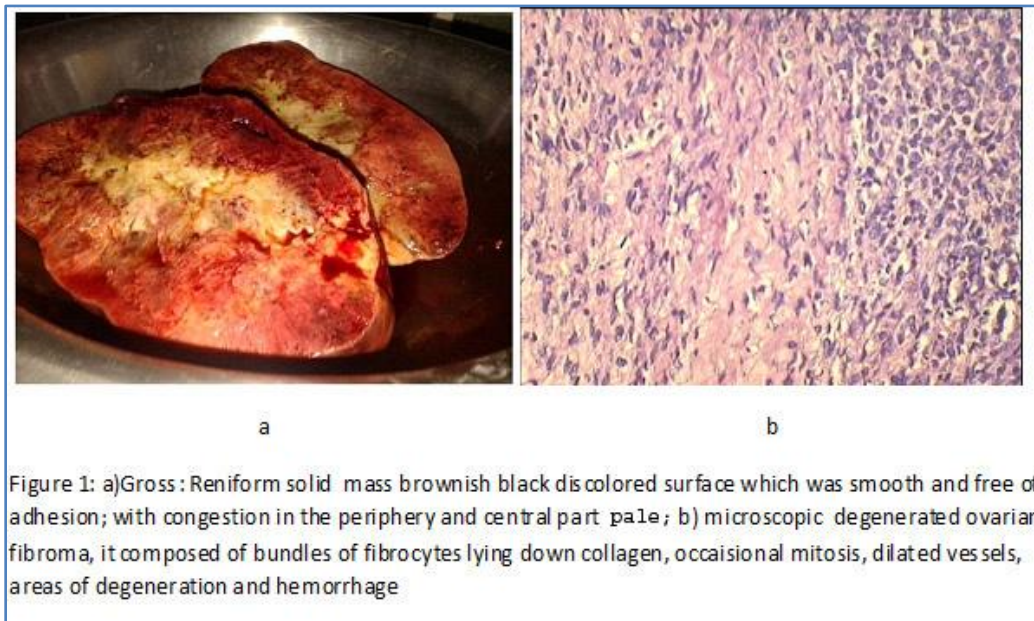 a
b
Figure 1: a)Gross: Reniform solid mass brownish black discolored surface which was smooth and free of
adhesion; with congestion in the periphery and central part pale; b) microscopic degenerated ovarian
fibroma, it composed of bundles of fibrocytes lying down collagen, occaisional mitosis, dilated vessels,
areas of degeneration and hemorrhage